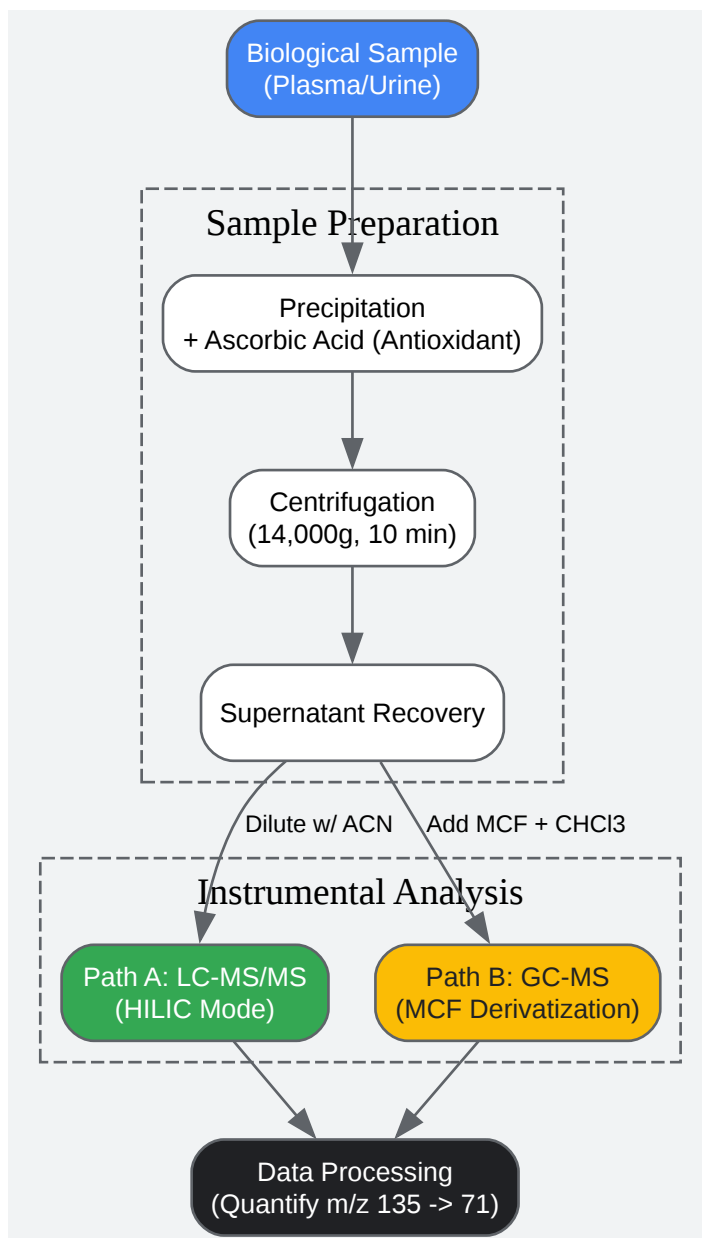 Biological Sample
(Plasma/Urine)
Sample Preparation
Precipitation
+ Ascorbic Acid (Antioxidant)
Centrifugation
(14,000g, 10 min)
Supernatant Recovery
Dilute w/ ACN
Add MCF + CHCl3
Instrumental Analysis
Path A: LC-MS/MS
(HILIC Mode)
Path B: GC-MS
(MCF Derivatization)
Data Processing
(Quantify m/z 135 -> 71)